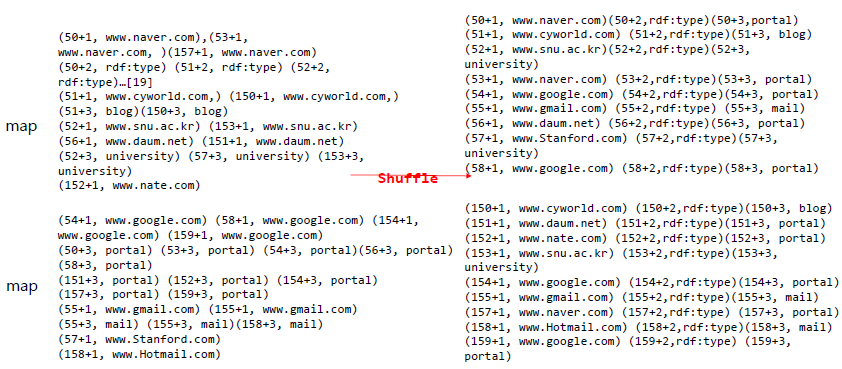 map
(50+1, www.naver.com),(53+1,
www.naver.com, )(157+1, www.naver.com)
(50+2, rdf:type) (51+2, rdf:type) (52+2,
rdf:type)…[19]
(51+1, www.cyworld.com,) (150+1, www.cyworld.com,)
(51+3, blog)(150+3, blog)
(52+1, www.snu.ac.kr) (153+1, www.snu.ac.kr)
(56+1, www.daum.net) (151+1, www.daum.net)
(52+3, university) (57+3, university) (153+3,
university)
(152+1, www.nate.com)
map
(54+1, www.google.com) (58+1, www.google.com) (154+1,
www.google.com) (159+1, www.google.com)
(50+3, portal) (53+3, portal) (54+3, portal)(56+3, portal)
(58+3, portal)
(151+3, portal) (152+3, portal) (154+3, portal)
(157+3, portal) (159+3, portal)
(55+1, www.gmail.com) (155+1, www.gmail.com)
(55+3, mail) (155+3, mail)(158+3, mail)
(57+1, www.Stanford.com)
(158+1, www.Hotmail.com)
Shuffle
(50+1, www.naver.com)(50+2,rdf:type)(50+3,portal)
(51+1, www.cyworld.com) (51+2,rdf:type)(51+3, blog)
(52+1, www.snu.ac.kr)(52+2,rdf:type)(52+3,
university)
(53+1, www.naver.com) (53+2,rdf:type)(53+3, portal)
(54+1, www.google.com) (54+2,rdf:type)(54+3, portal)
(55+1, www.gmail.com) (55+2,rdf:type) (55+3, mail)
(56+1, www.daum.net) (56+2,rdf:type)(56+3, portal)
(57+1, www.Stanford.com) (57+2,rdf:type)(57+3,
university)
(58+1, www.google.com) (58+2,rdf:type)(58+3, portal)
(150+1, www.cyworld.com) (150+2,rdf:type)(150+3, blog)
(151+1, www.daum.net) (151+2,rdf:type)(151+3, portal)
(152+1, www.nate.com) (152+2,rdf:type)(152+3, portal)
(153+1, www.snu.ac.kr) (153+2,rdf:type)(153+3,
university)
(154+1, www.google.com) (154+2,rdf:type)(154+3, portal)
(155+1, www.gmail.com) (155+2,rdf:type)(155+3, mail)
(157+1, www.naver.com) (157+2,rdf:type) (157+3, portal)
(158+1, www.Hotmail.com) (158+2,rdf:type)(158+3, mail)
(159+1, www.google.com) (159+2,rdf:type) (159+3,
portal)